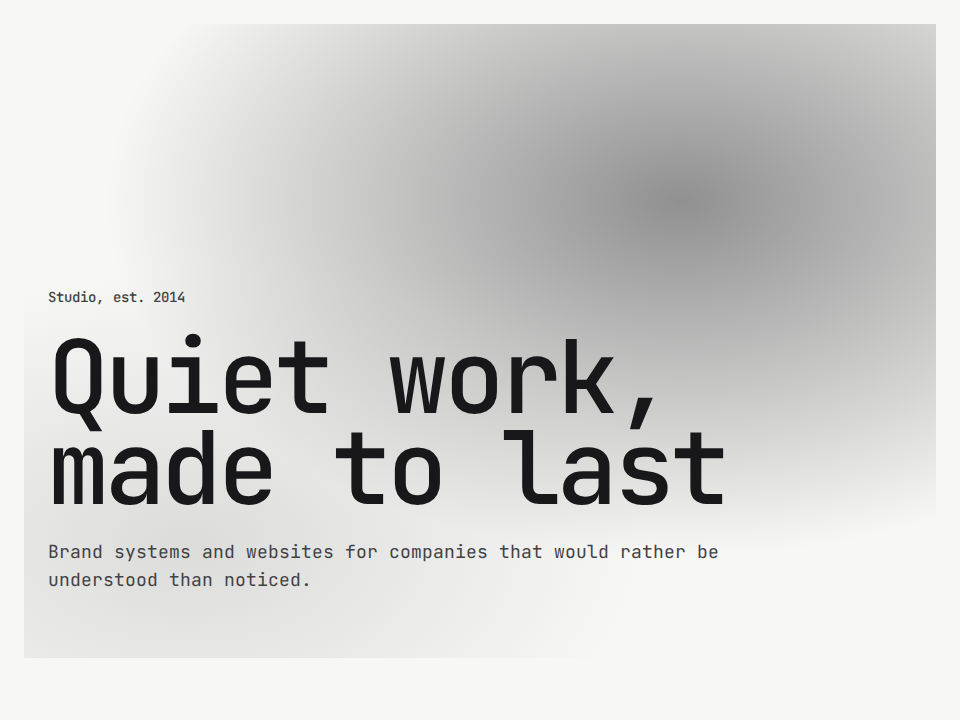 Studio, est. 2014
Quiet work,
made to last
Brand systems and websites for companies that would rather be
understood than noticed.